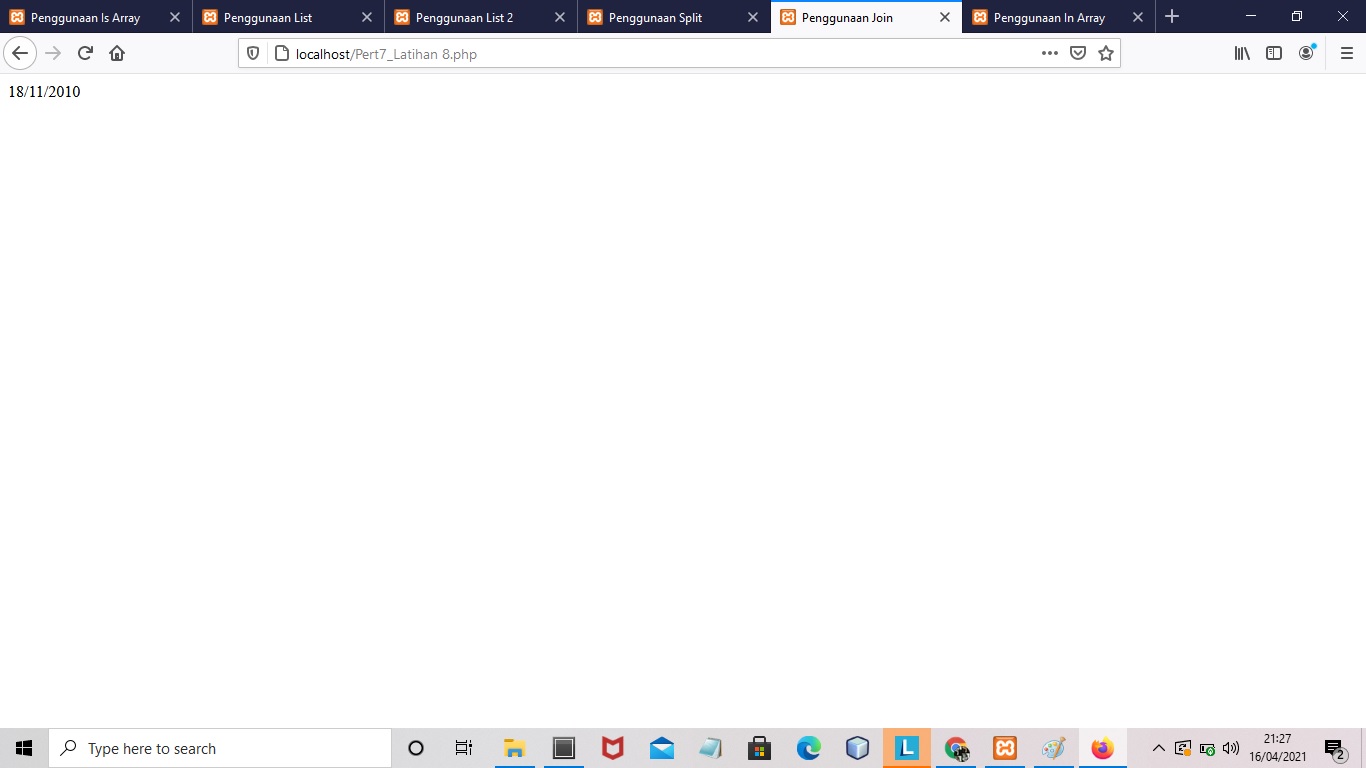 Penggunaan Is Array
Penggunaan List
Penggunaan List 2
Penggunaan Split
Penggunaan Join
Penggunaan In Array
localhost/Pert7_Latihan 8.php
18/11/2010
Type here to search
L
21:27
16/04/2021
2